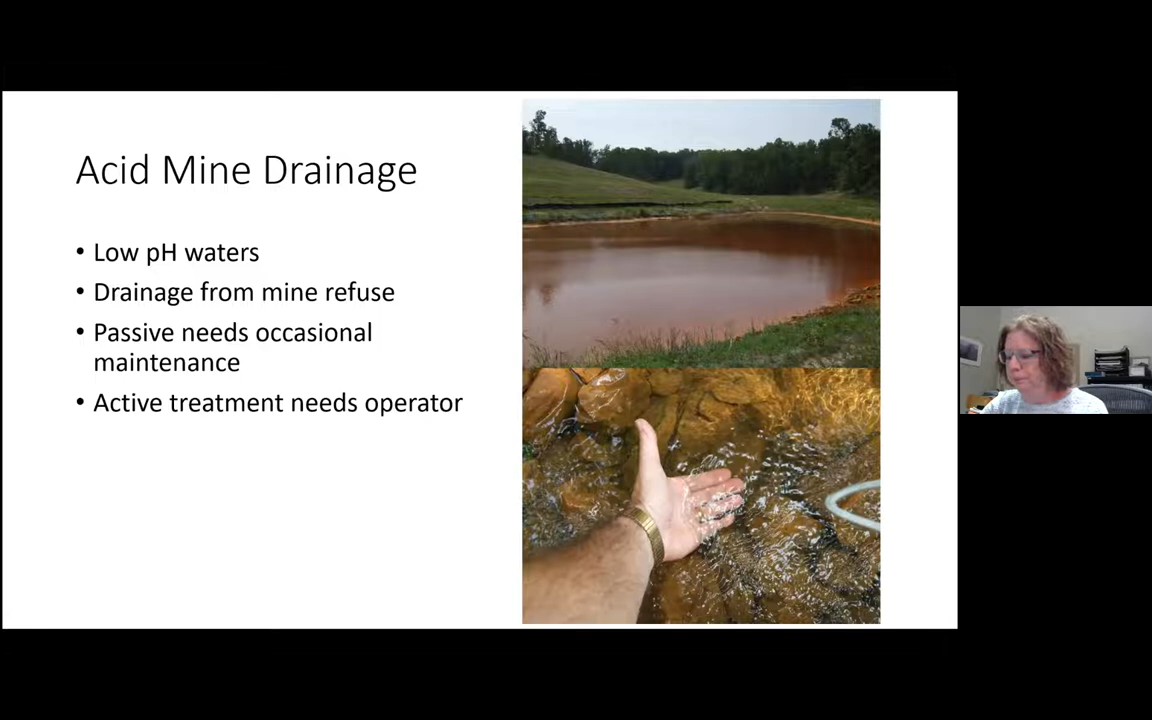 Acid Mine Drainage
• Low pH waters
• Drainage from mine refuse
• Passive needs occasional
maintenance
• Active treatment needs operator